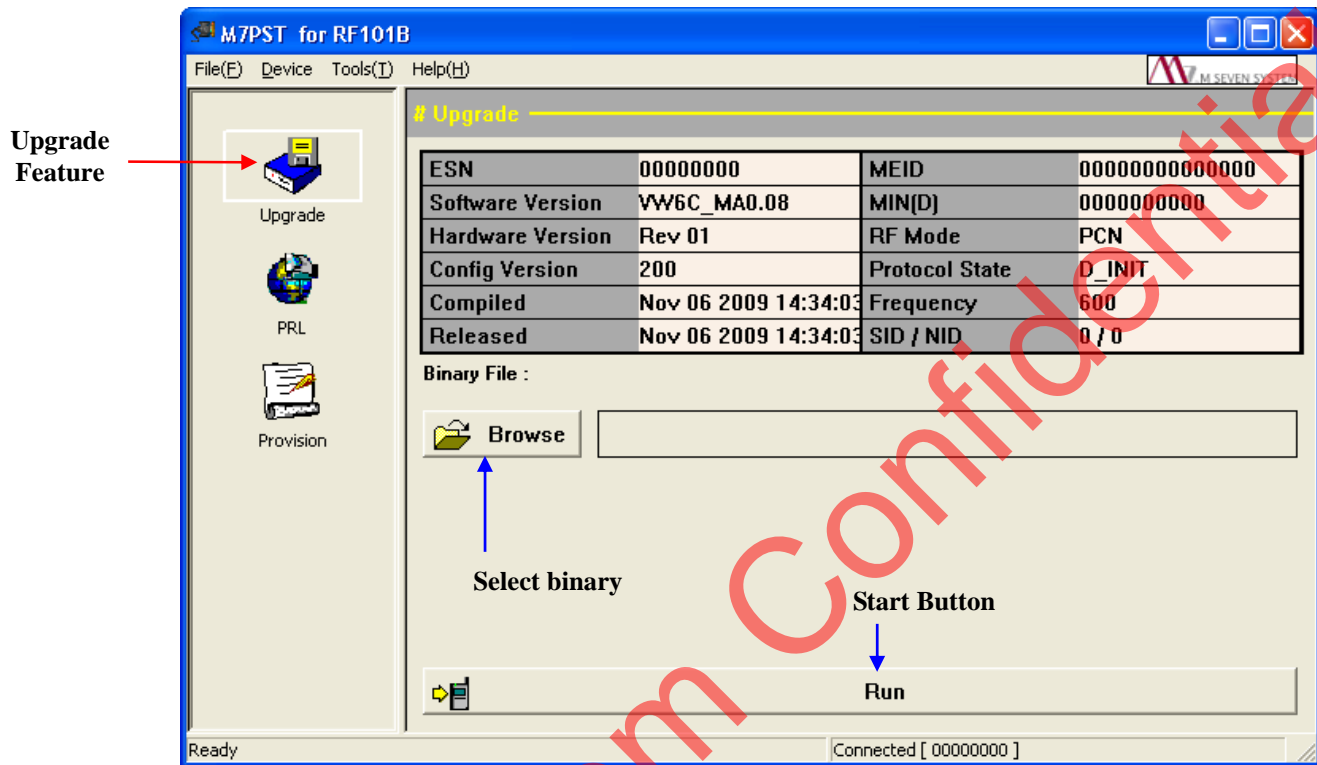 M7PST for RF101B
File(F) Device Tools(T) Help(H)
M7 M SEVEN SYSTEM
Upgrade
Feature
Upgrade
PRL
Provision
# Upgrade
ESN 00000000 MEID 00000000000000
Software Version VW6C_MA0.08 MIN(D) 0000000000
Hardware Version Rev 01 RF Mode PCN
Config Version 200 Protocol State D_INIT
Compiled Nov 06 2009 14:34:03 Frequency 600
Released Nov 06 2009 14:34:03 SID / NID 0 / 0
Binary File :
Browse
Select binary
Start Button
Run
Ready Connected [ 00000000 ]
m Confidentia